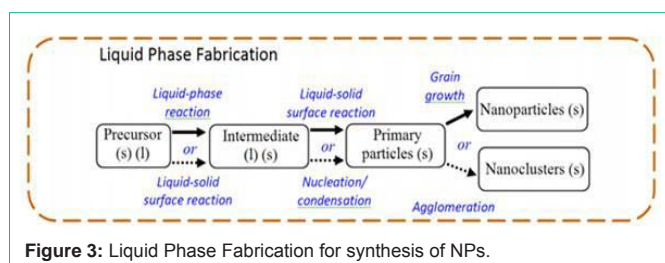 Liquid Phase Fabrication
Liquid-phase
reaction
Liquid-solid
surface reaction
Grain
growth
Nanoparticles (s)
Precursor
(s) (l)
or
Intermediate
(l) (s)
or
Primary
particles (s)
or
Nanoclusters (s)
Liquid-solid
surface reaction
Nucleation/
condensation
Agglomeration
Figure 3: Liquid Phase Fabrication for synthesis of NPs.